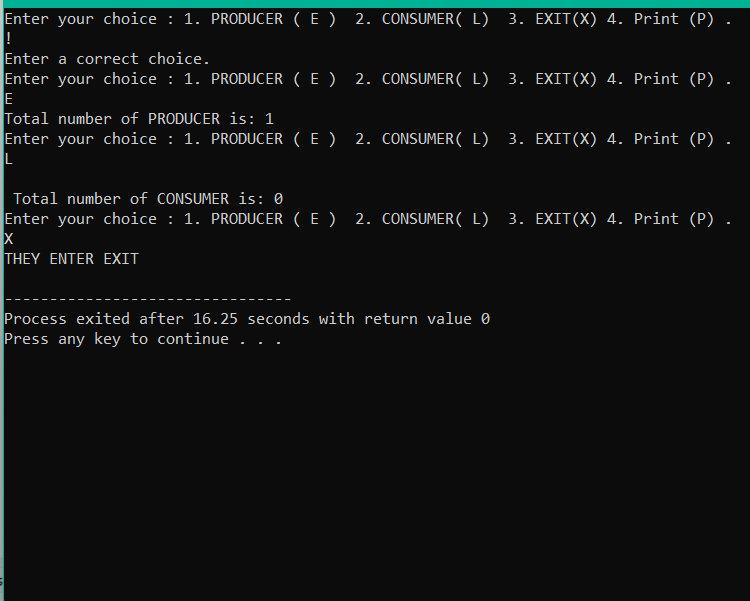 Enter your choice : 1. PRODUCER ( E )  2. CONSUMER( L)  3. EXIT(X) 4. Print (P) .
!
Enter a correct choice.
Enter your choice : 1. PRODUCER ( E )  2. CONSUMER( L)  3. EXIT(X) 4. Print (P) .
E
Total number of PRODUCER is: 1
Enter your choice : 1. PRODUCER ( E )  2. CONSUMER( L)  3. EXIT(X) 4. Print (P) .
L
Total number of CONSUMER is: 0
Enter your choice : 1. PRODUCER ( E )  2. CONSUMER( L)  3. EXIT(X) 4. Print (P) .
X
THEY ENTER EXIT
--------------------------------
Process exited after 16.25 seconds with return value 0
Press any key to continue . . .